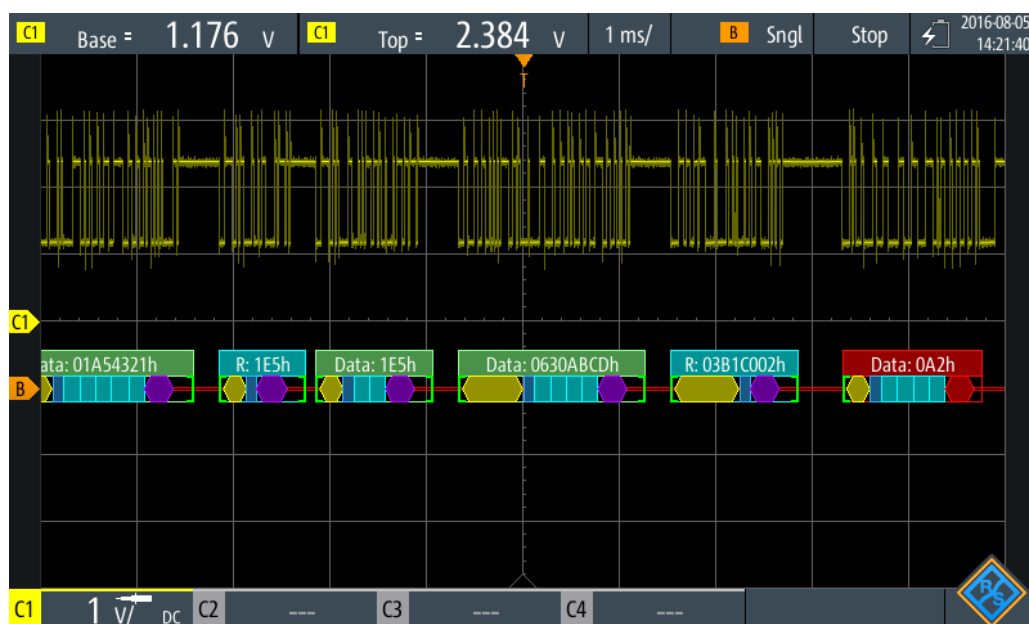 C1 Base = 1.176 V C1 Top = 2.384 V 1 ms/ B Sngl Stop 2016-08-05
14:21:40
T
C1
ata: 01A54321h R: 1E5h Data: 1E5h Data: 0630ABCDh R: 03B1C002h Data: 0A2h
B
C1 1 V/ DC C2 --- C3 --- C4 ---
R S